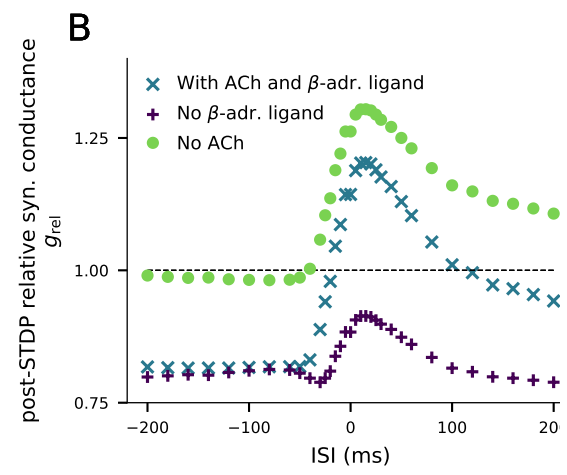 B
post-STDP relative syn. conductance
g_rel
With ACh and β-adr. ligand
No β-adr. ligand
No ACh
1.25
1.00
0.75
−200
−100
0
100
20
ISI (ms)